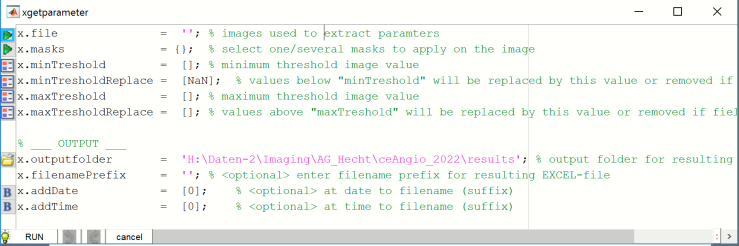 xgetparameter
x.file = ''; % images used to extract paramters
x.masks = {}; % select one/several masks to apply on the image
x.minTreshold = []; % minimum threshold image value
x.minTresholdReplace = [NaN]; % values below "minTreshold" will be replaced by this value or removed if
x.maxTreshold = []; % maximum threshold image value
x.maxTresholdReplace = []; % values above "maxTreshold" will be replaced by this value or removed if fiel
% ___ OUTPUT ___
x.outputfolder = 'H:\Daten-2\Imaging\AG_Hecht\ceAngio_2022\results'; % output folder for resulting
x.filenamePrefix = ''; % <optional> enter filename prefix for resulting EXCEL-file
B x.addDate = [0]; % <optional> at date to filename (suffix)
B x.addTime = [0]; % <optional> at time to filename (suffix)
RUN cancel